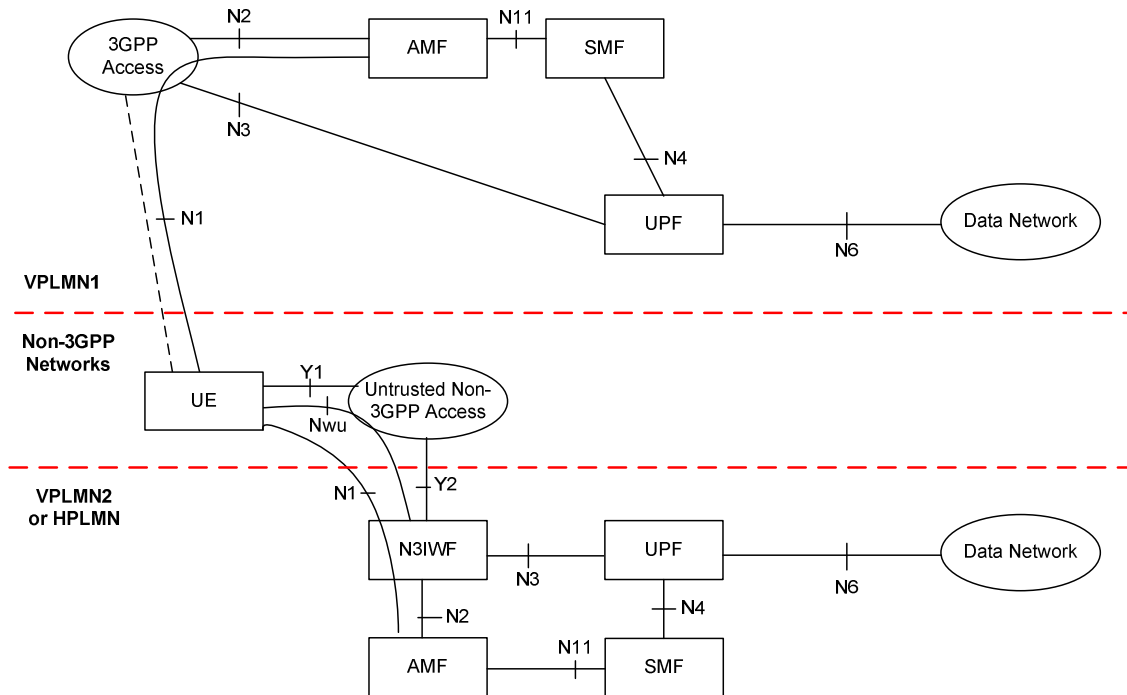 N2
N11
3GPP
Access
AMF
SMF
N3
N4
N1
UPF
Data Network
N6
VPLMN1
Non-3GPP
Networks
Y1
UE
Untrusted Non-
3GPP Access
Nwu
VPLMN2
or HPLMN
N1
Y2
N3IWF
UPF
Data Network
N3
N6
N2
N4
N11
AMF
SMF